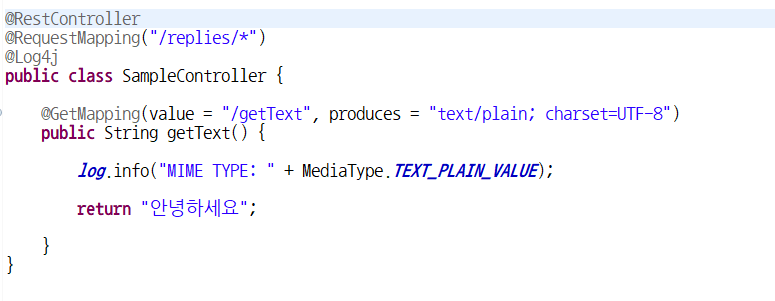 @RestController
@RequestMapping("/replies/*")
@Log4j
public class SampleController {
@GetMapping(value = "/getText", produces = "text/plain; charset=UTF-8")
public String getText() {
log.info("MIME TYPE: " + MediaType.TEXT_PLAIN_VALUE);
return "안녕하세요";
}
}